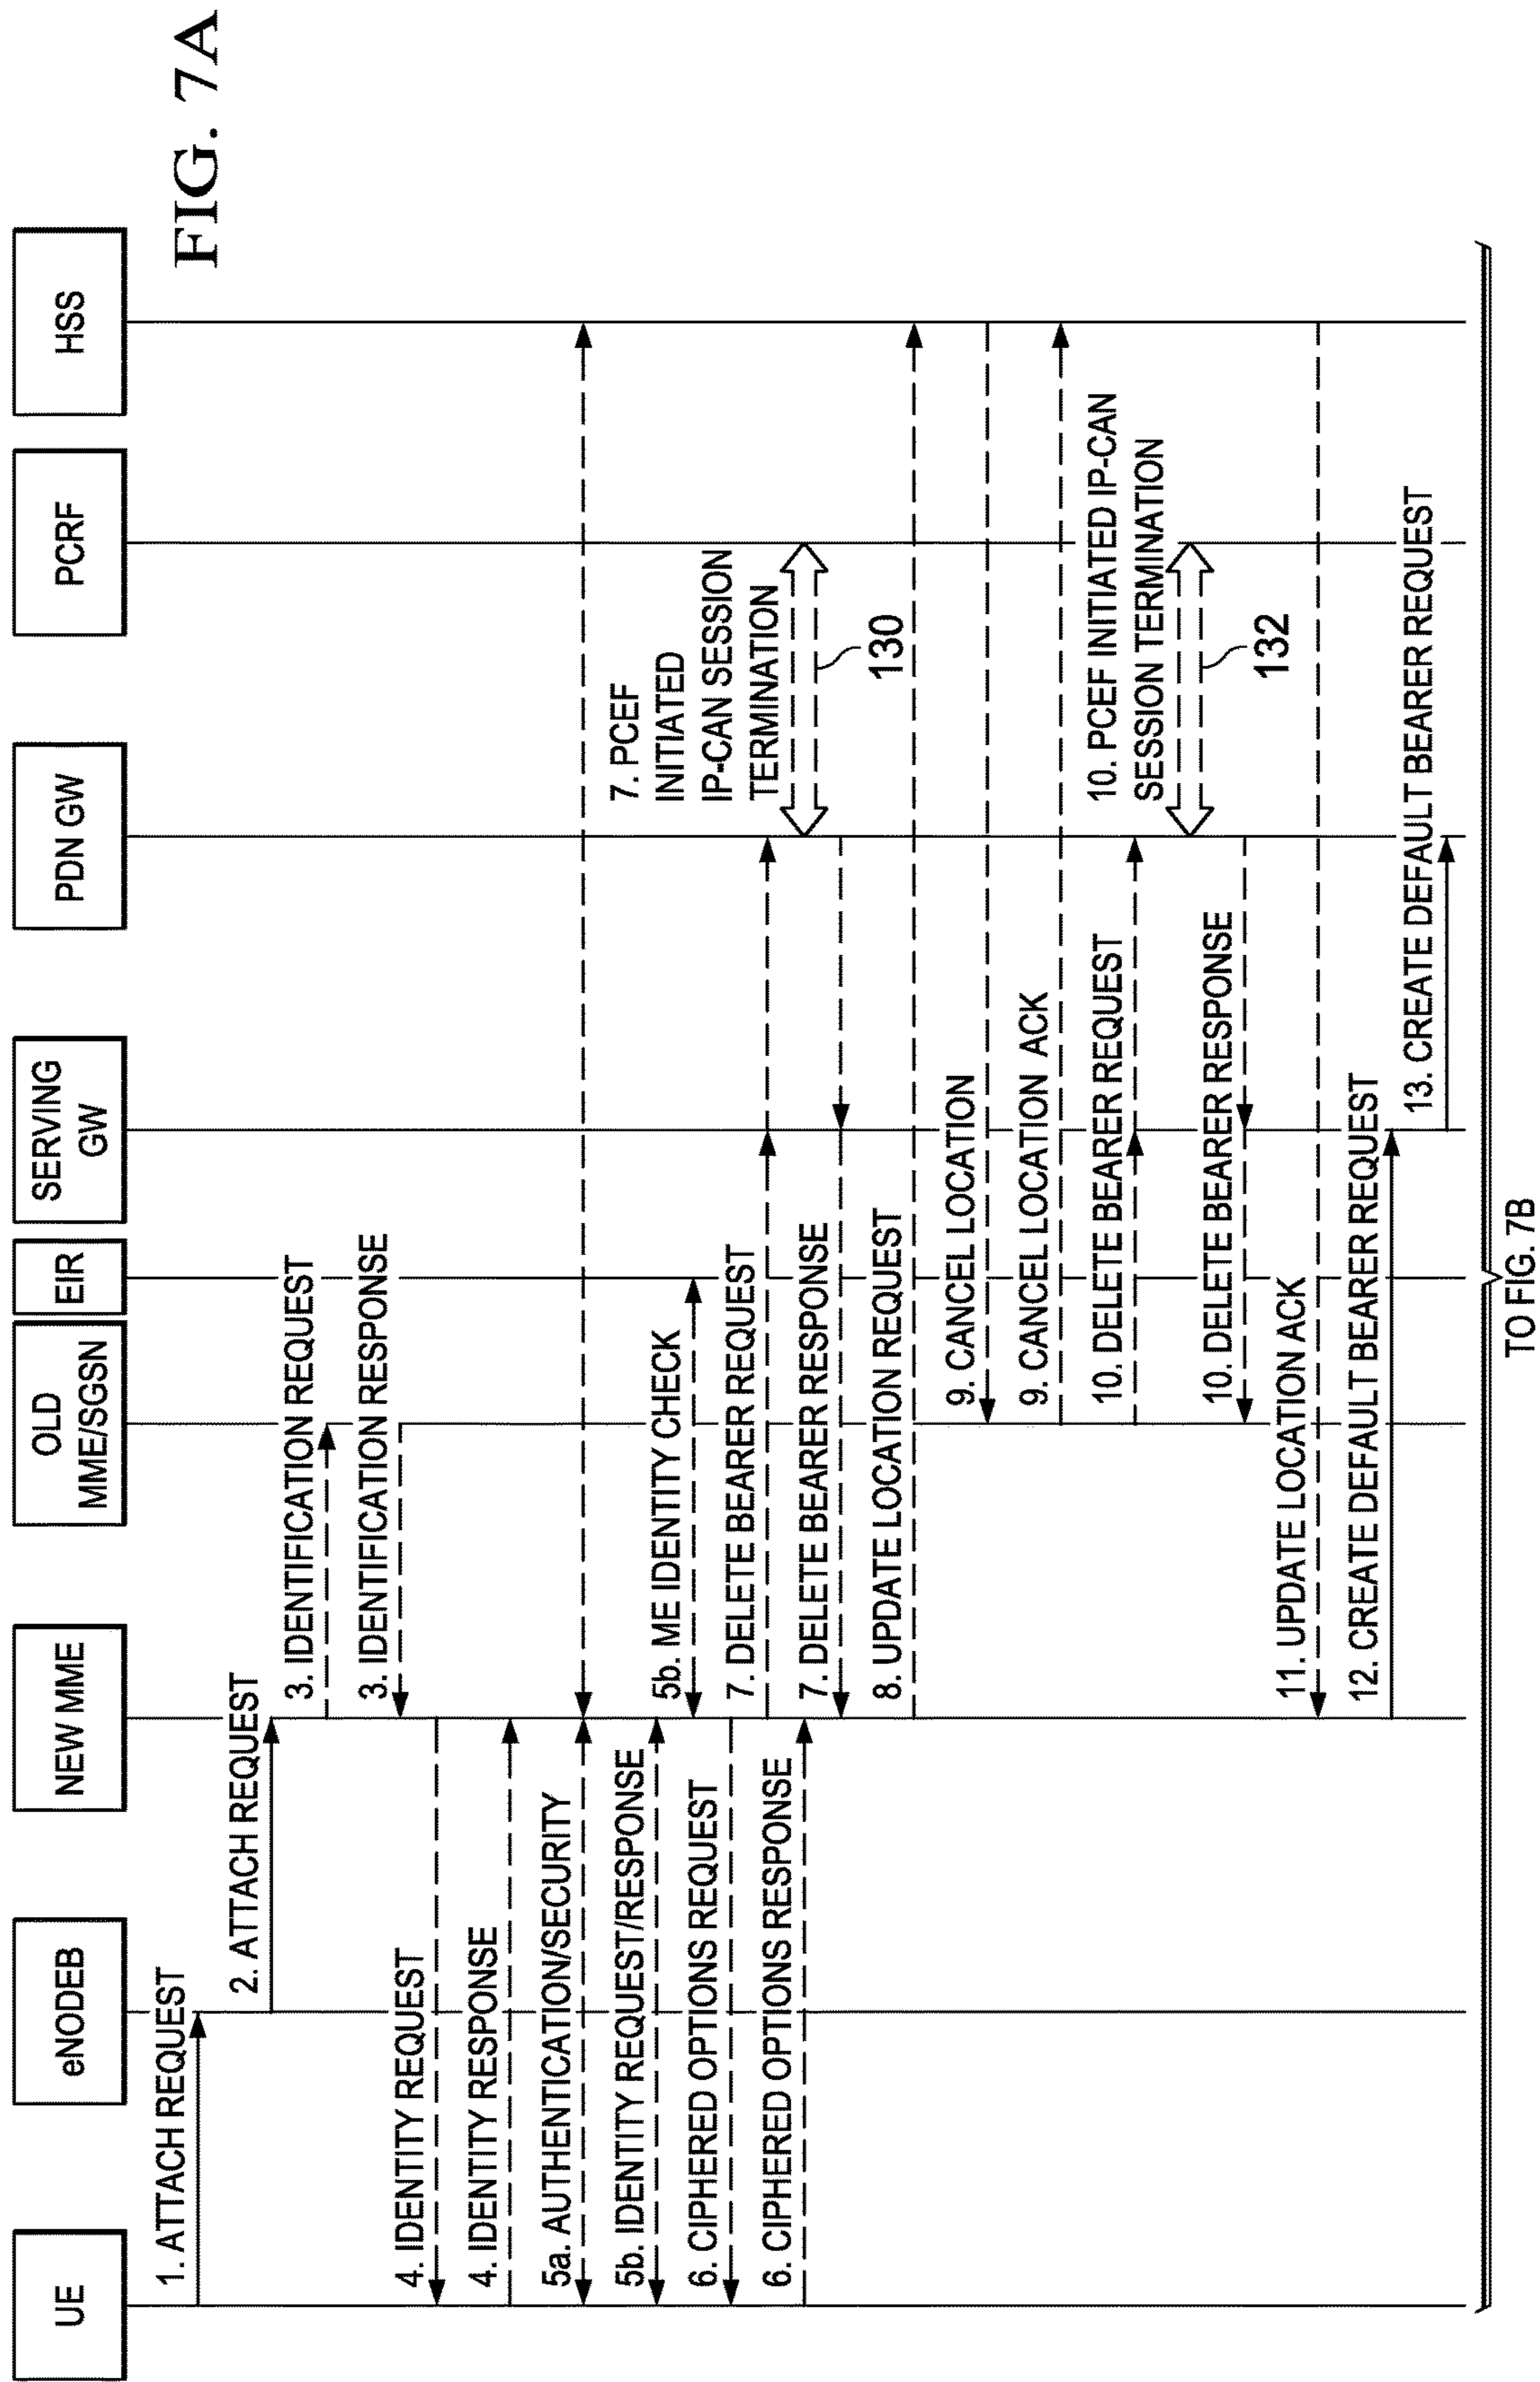 FIG. 7A
UE
eNODEB
NEW MME
OLD
MME/SGSN
EIR
SERVING
GW
PDN GW
PCRF
HSS
1. ATTACH REQUEST
2. ATTACH REQUEST
3. IDENTIFICATION REQUEST
3. IDENTIFICATION RESPONSE
4. IDENTITY REQUEST
4. IDENTITY RESPONSE
5a. AUTHENTICATION/SECURITY
5b. IDENTITY REQUEST/RESPONSE
5b. ME IDENTITY CHECK
6. CIPHERED OPTIONS REQUEST
6. CIPHERED OPTIONS RESPONSE
7. DELETE BEARER REQUEST
7. PCEF
INITIATED
IP-CAN SESSION
TERMINATION
130
7. DELETE BEARER RESPONSE
8. UPDATE LOCATION REQUEST
9. CANCEL LOCATION
9. CANCEL LOCATION ACK
10. DELETE BEARER REQUEST
10. PCEF INITIATED IP-CAN
SESSION TERMINATION
132
10. DELETE BEARER RESPONSE
11. UPDATE LOCATION ACK
12. CREATE DEFAULT BEARER REQUEST
13. CREATE DEFAULT BEARER REQUEST
TO FIG. 7B